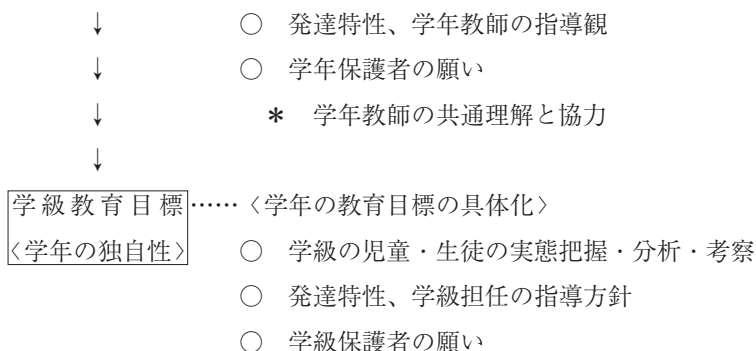 ↓ ○ 発達特性、学年教師の指導観
↓ ○ 学年保護者の願い
↓ * 学年教師の共通理解と協力
↓
学級教育目標……〈学年の教育目標の具体化〉
〈学年の独自性〉 ○ 学級の児童・生徒の実態把握・分析・考察
○ 発達特性、学級担任の指導方針
○ 学級保護者の願い